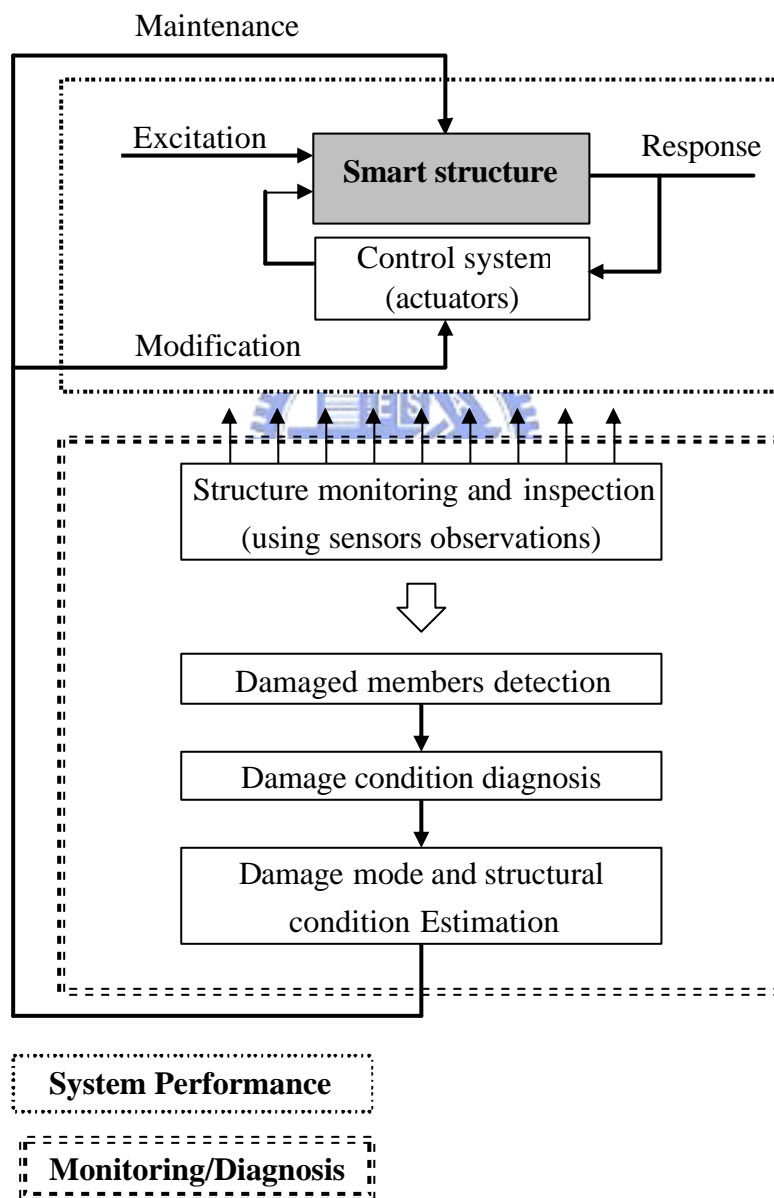 Maintenance
Excitation
Smart structure
Response
Control system
(actuators)
Modification
Structure monitoring and inspection
(using sensors observations)
Damaged members detection
Damage condition diagnosis
Damage mode and structural
condition Estimation
System Performance
Monitoring/Diagnosis